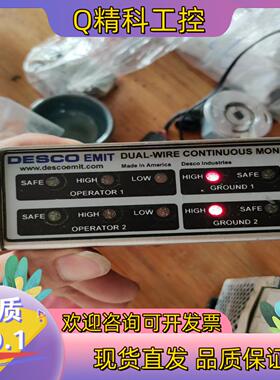 Q精科工控
DESCO EMIT DUAL-WIRE CONTINUOUS MON
www.descoemit.com Made in America Desco Industries
SAFE HIGH LOW HIGH SAFE
OPERATOR 1 GROUND 1
SAFE HIGH LOW HIGH SAFE
OPERATOR 2 GROUND 2
质
.1
欢迎咨询可开发票
现货直发 品质保证